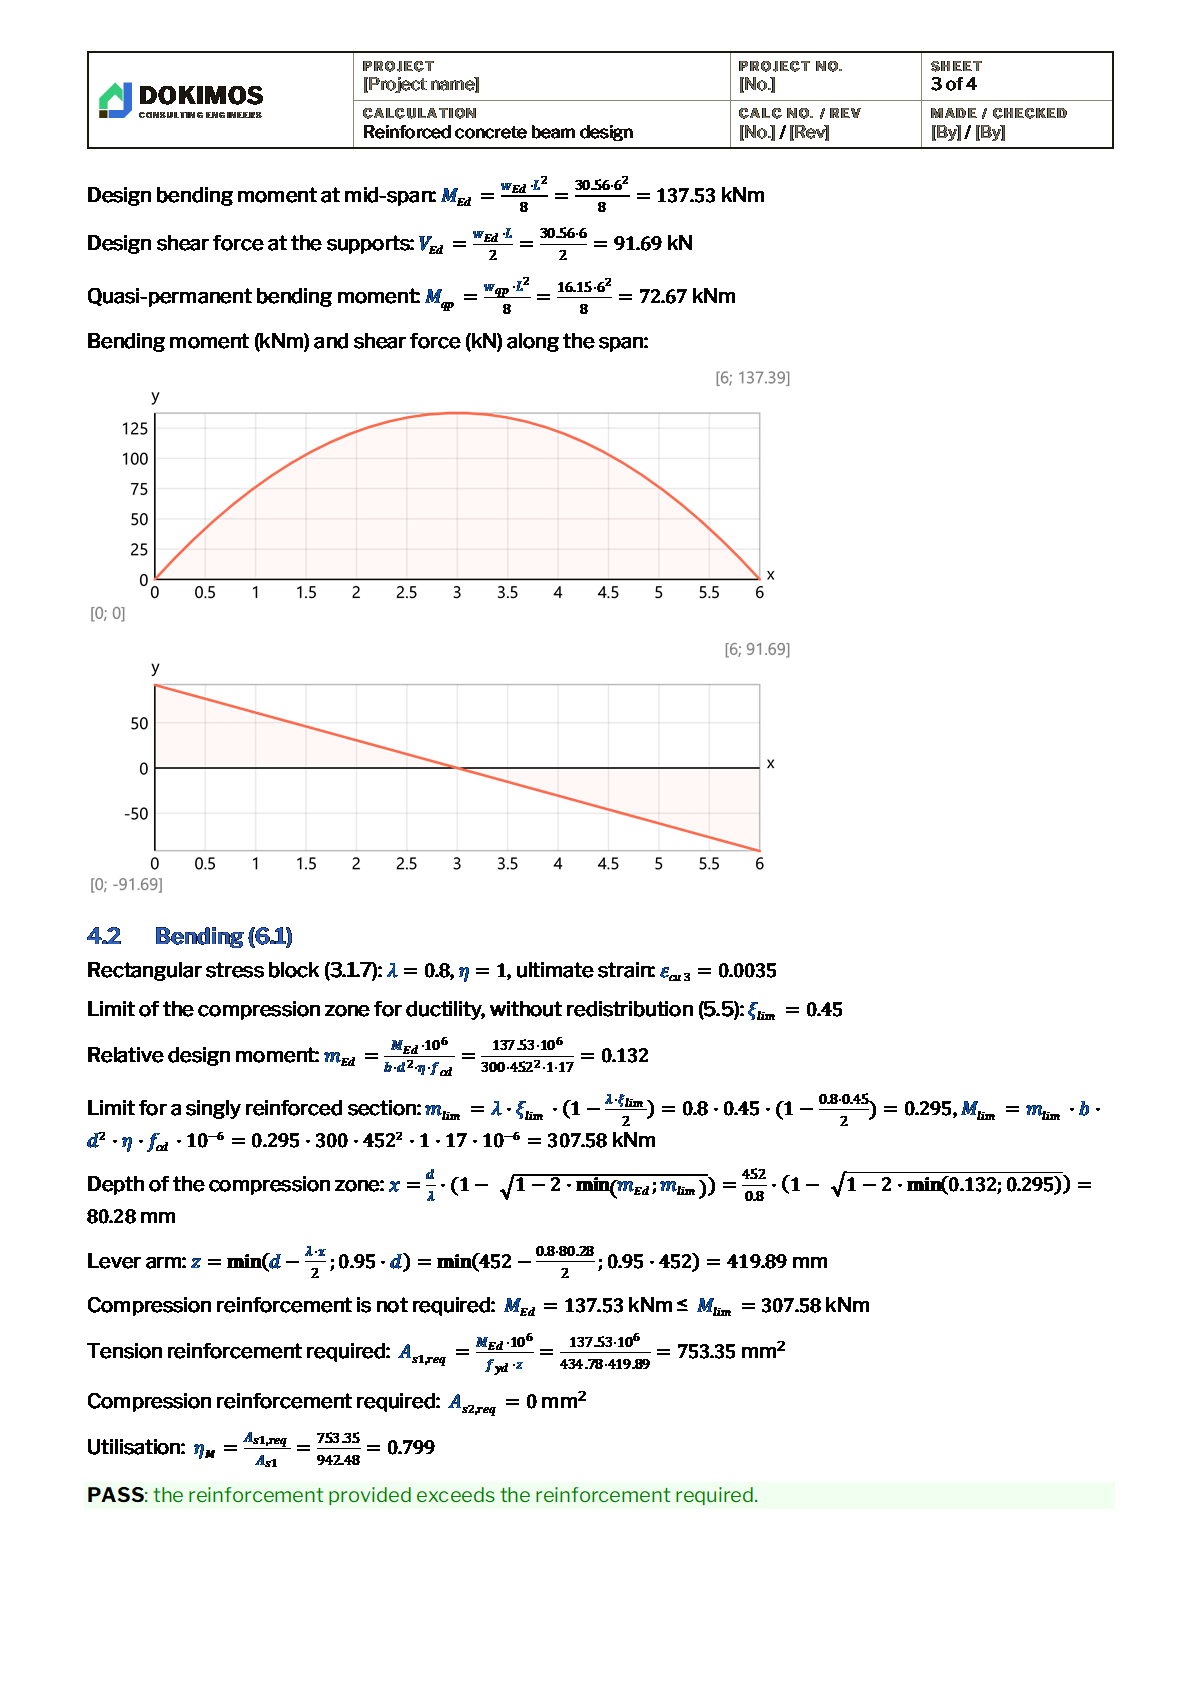 DOKIMOS
CONSULTING ENGINEERS
PROJECT
[Project name]
PROJECT NO.
[No.]
SHEET
3 of 4
CALCULATION
Reinforced concrete beam design
CALC NO. / REV
[No.] / [Rev]
MADE / CHECKED
[By] / [By]
Design bending moment at mid-span: M_Ed = w_Ed·L²/8 = 30.56·6²/8 = 137.53 kNm
Design shear force at the supports: V_Ed = w_Ed·L/2 = 30.56·6/2 = 91.69 kN
Quasi-permanent bending moment: M_qp = w_qp·L²/8 = 16.15·6²/8 = 72.67 kNm
Bending moment (kNm) and shear force (kN) along the span:
[6; 137.39]
y
125
100
75
50
25
0
x
0 0.5 1 1.5 2 2.5 3 3.5 4 4.5 5 5.5 6
[0; 0]
[6; 91.69]
y
50
0
x
-50
0 0.5 1 1.5 2 2.5 3 3.5 4 4.5 5 5.5 6
[0; -91.69]
4.2 Bending (6.1)
Rectangular stress block (3.1.7): λ = 0.8, η = 1, ultimate strain: ε_cu3 = 0.0035
Limit of the compression zone for ductility, without redistribution (5.5): ξ_lim = 0.45
Relative design moment: m_Ed = M_Ed·10⁶/b·d²·η·f_cd = 137.53·10⁶/300·452²·1·17 = 0.132
Limit for a singly reinforced section: m_lim = λ · ξ_lim · (1 − λ·ξ_lim/2) = 0.8 · 0.45 · (1 − 0.8·0.45/2) = 0.295, M_lim = m_lim · b ·
d² · η · f_cd · 10⁻⁶ = 0.295 · 300 · 452² · 1 · 17 · 10⁻⁶ = 307.58 kNm
Depth of the compression zone: x = d/λ · (1 − √(1 − 2 · min(m_Ed; m_lim))) = 452/0.8 · (1 − √(1 − 2 · min(0.132; 0.295))) =
80.28 mm
Lever arm: z = min(d − λ·x/2; 0.95 · d) = min(452 − 0.8·80.28/2; 0.95 · 452) = 419.89 mm
Compression reinforcement is not required: M_Ed = 137.53 kNm ≤ M_lim = 307.58 kNm
Tension reinforcement required: A_s1,req = M_Ed·10⁶/f_yd·z = 137.53·10⁶/434.78·419.89 = 753.35 mm²
Compression reinforcement required: A_s2,req = 0 mm²
Utilisation: η_M = A_s1,req/A_s1 = 753.35/942.48 = 0.799
PASS: the reinforcement provided exceeds the reinforcement required.